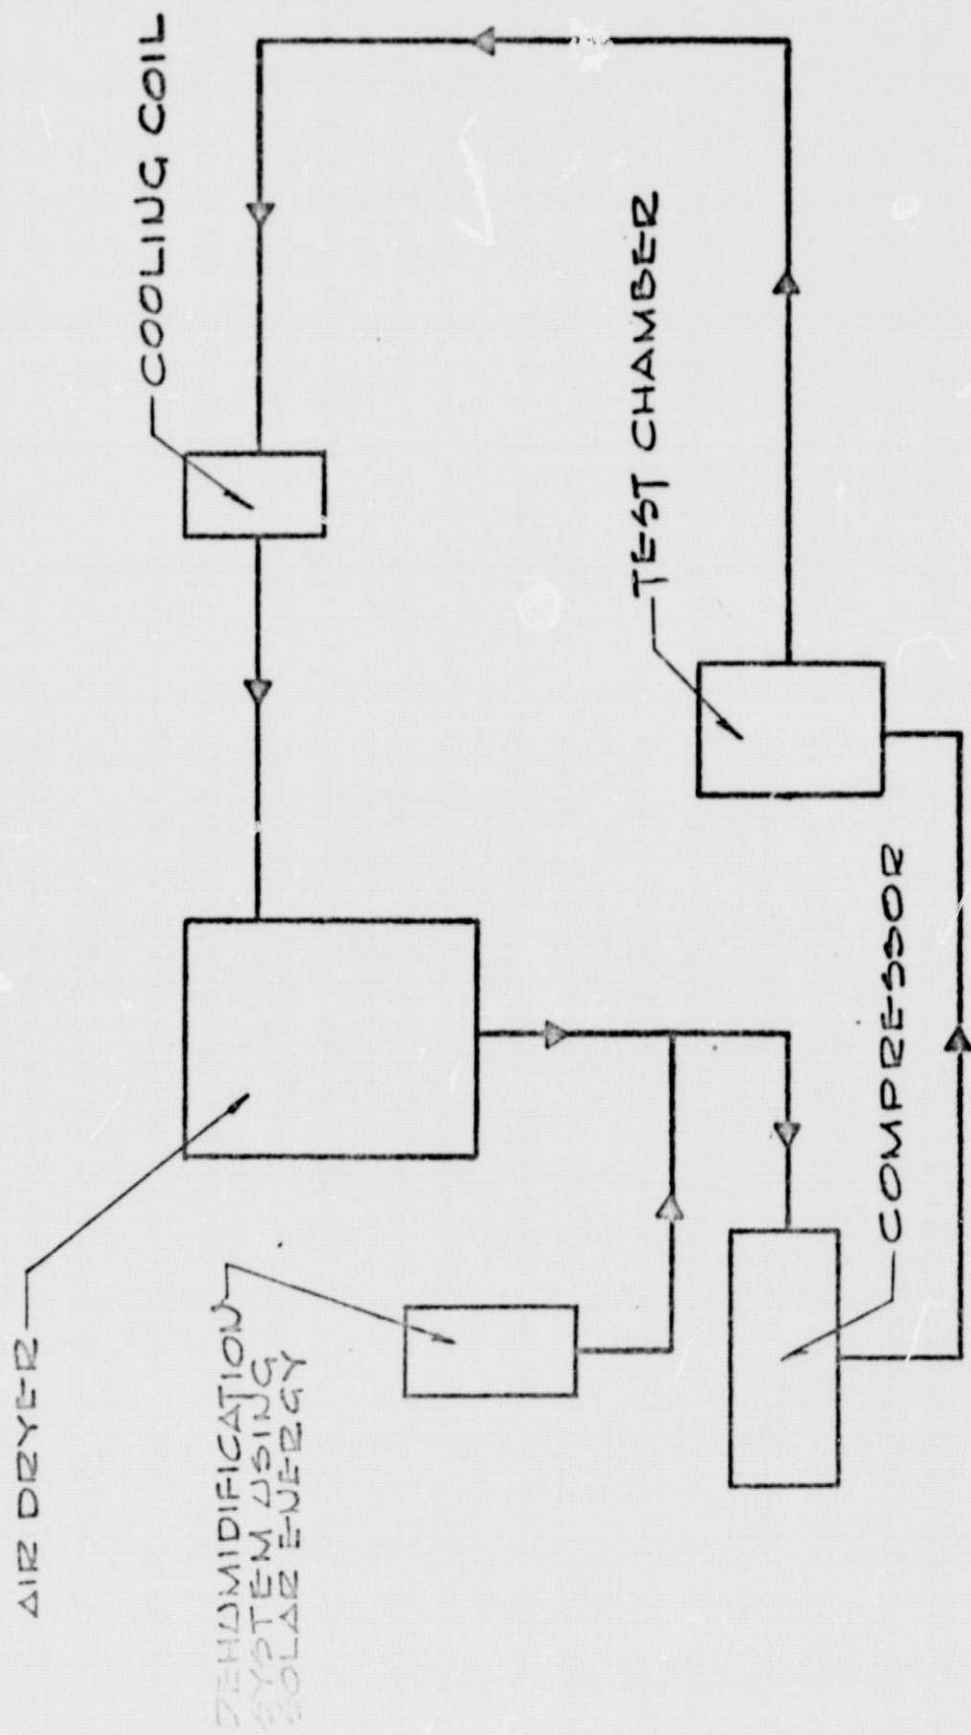 AIR DRYER
DEHUMIDIFICATION
SYSTEM USING
SOLAR ENERGY
COOLING COIL
COMPRESSOR
TEST CHAMBER